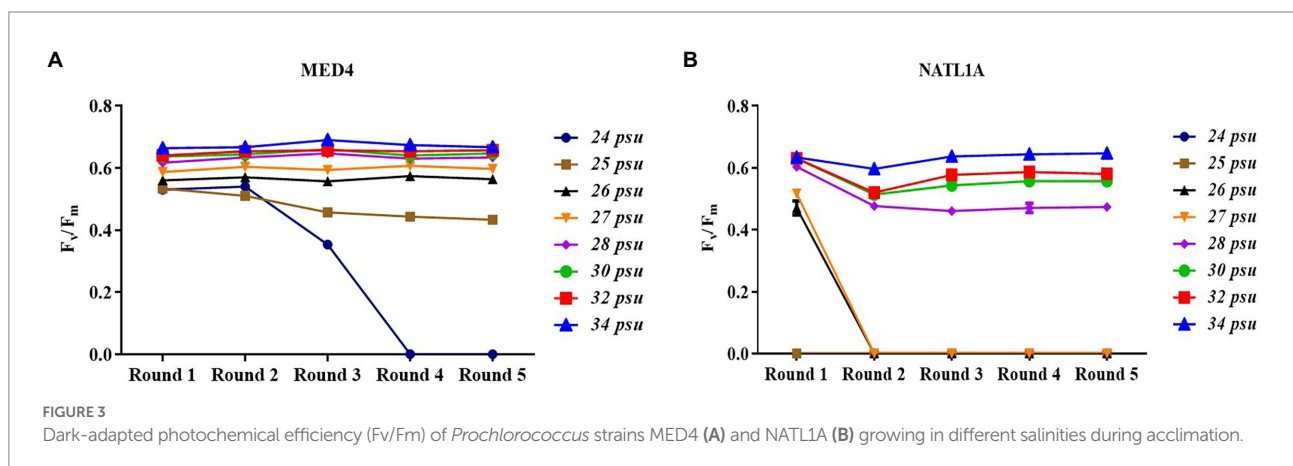 A
MED4
Fv/Fm
0.8
0.6
0.4
0.2
0.0
Round 1 Round 2 Round 3 Round 4 Round 5
24 psu
25 psu
26 psu
27 psu
28 psu
30 psu
32 psu
34 psu
B
NATL1A
Fv/Fm
0.8
0.6
0.4
0.2
0.0
Round 1 Round 2 Round 3 Round 4 Round 5
24 psu
25 psu
26 psu
27 psu
28 psu
30 psu
32 psu
34 psu
FIGURE 3
Dark-adapted photochemical efficiency (Fv/Fm) of Prochlorococcus strains MED4 (A) and NATL1A (B) growing in different salinities during acclimation.